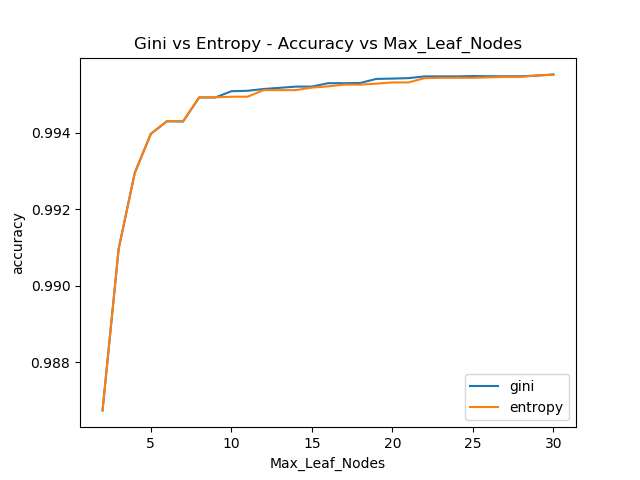 Gini vs Entropy - Accuracy vs Max_Leaf_Nodes
accuracy
0.994
0.992
0.990
0.988
5 10 15 20 25 30
Max_Leaf_Nodes
gini
entropy